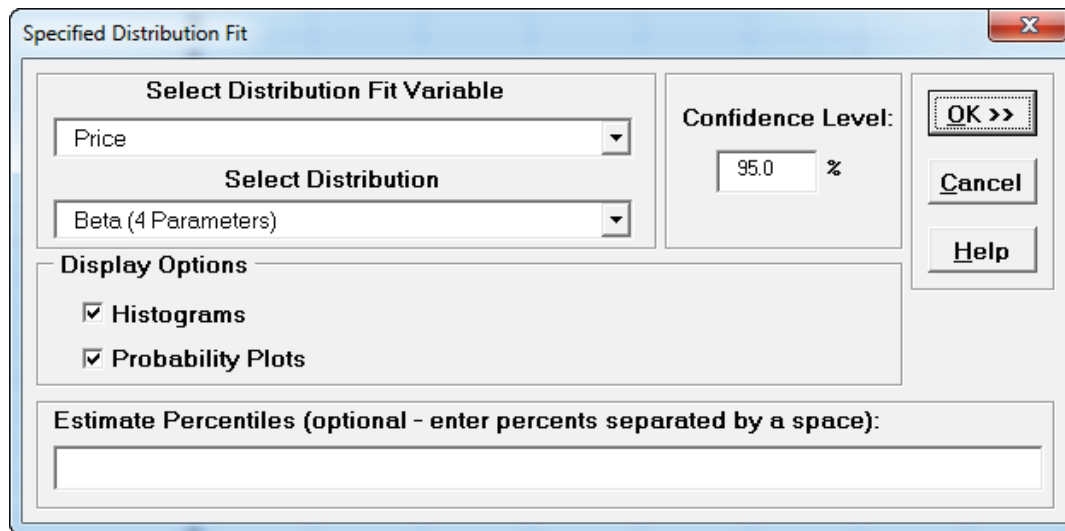 Specified Distribution Fit
Select Distribution Fit Variable
Price
Select Distribution
Beta (4 Parameters)
Confidence Level:
95.0 %
OK >>
Cancel
Help
Display Options
Histograms
Probability Plots
Estimate Percentiles (optional - enter percents separated by a space):